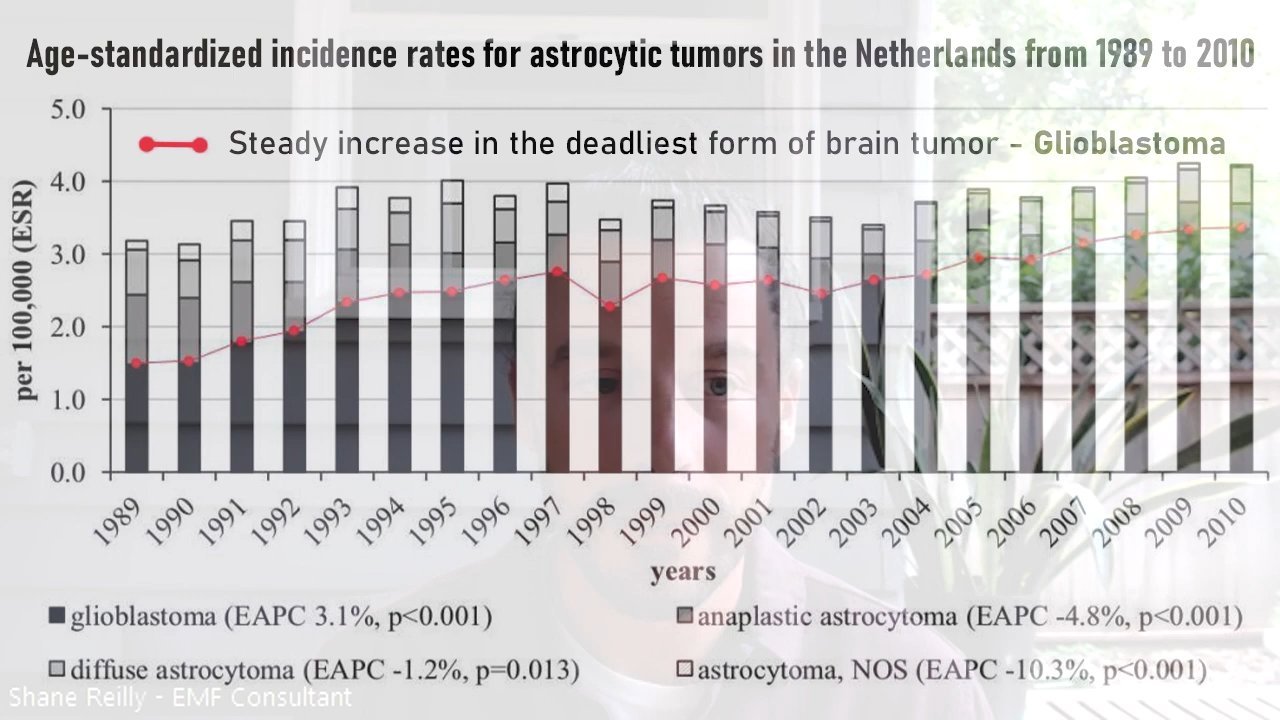 Age-standardized incidence rates for astrocytic tumors in the Netherlands from 1989 to 2010
Steady increase in the deadliest form of brain tumor - Glioblastoma
per 100,000 (ESR)
5.0
4.0
3.0
2.0
1.0
0.0
1989 1990 1991 1992 1993 1994 1995 1996 1997 1998 1999 2000 2001 2002 2003 2004 2005 2006 2007 2008 2009 2010
years
glioblastoma (EAPC 3.1%, p<0.001) anaplastic astrocytoma (EAPC -4.8%, p<0.001)
diffuse astrocytoma (EAPC -1.2%, p=0.013) astrocytoma, NOS (EAPC -10.3%, p<0.001)
Shane Reilly - EMF Consultant